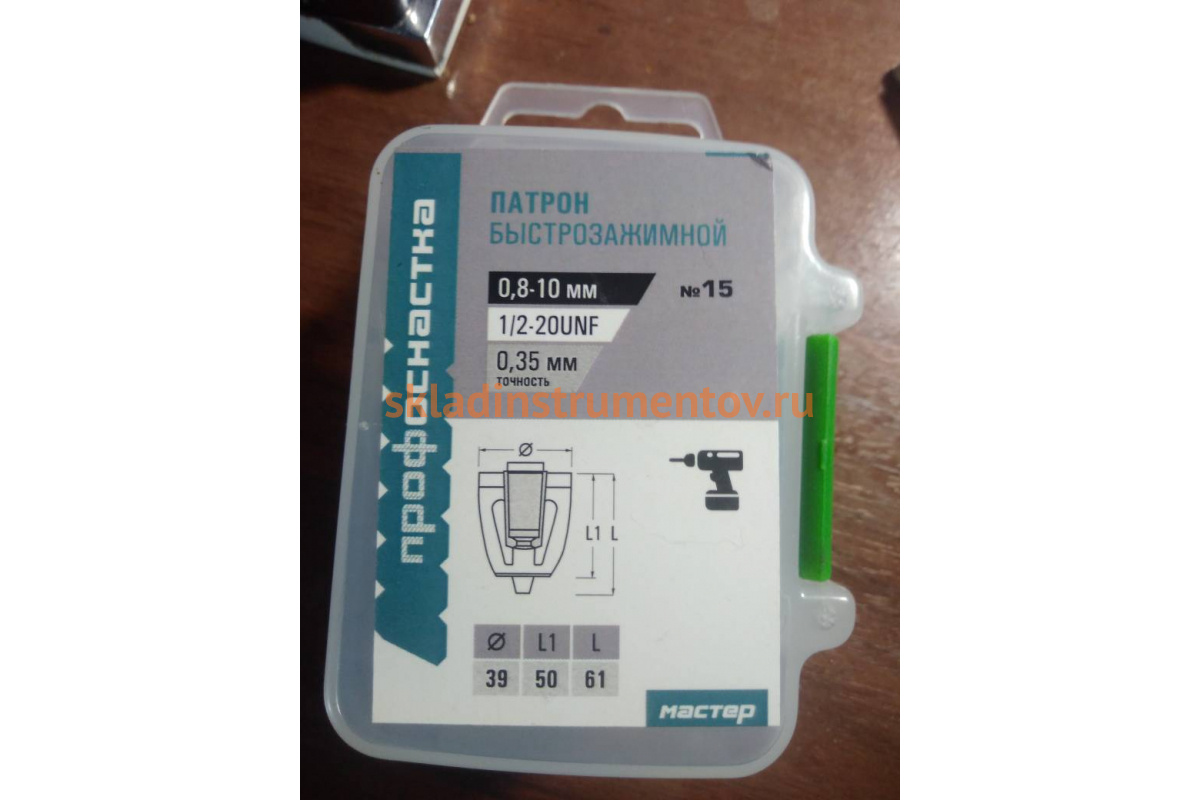 ПАТРОН
БЫСТРОЗАЖИМНОЙ
0,8-10 мм
№15
1/2-20UNF
0,35 мм
точность
профоснастка
skladinstrumentov.ru
Ø
L1 L
Ø L1 L
39 50 61
мастер